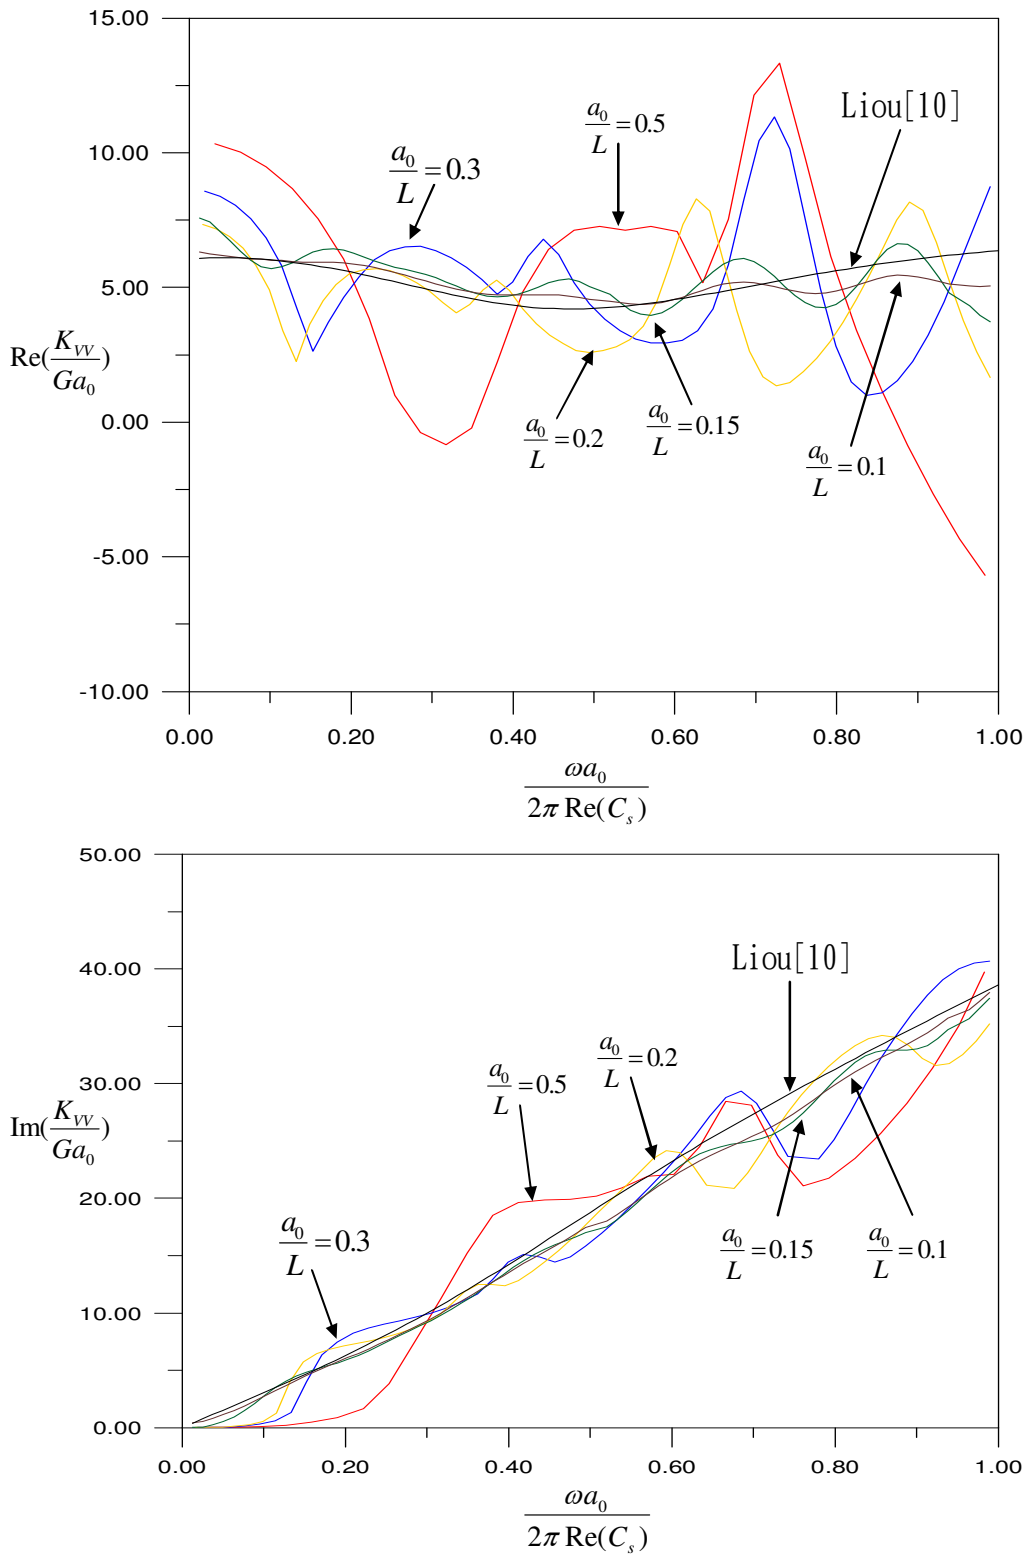 15.00
10.00
5.00
0.00
-5.00
-10.00
Re(K_VV/Ga_0)
a_0/L=0.3
a_0/L=0.5
Liou[10]
a_0/L=0.2
a_0/L=0.15
a_0/L=0.1
0.00 0.20 0.40 0.60 0.80 1.00
ωa_0/2π Re(C_s)
50.00
40.00
30.00
20.00
10.00
0.00
Im(K_VV/Ga_0)
Liou[10]
a_0/L=0.2
a_0/L=0.5
a_0/L=0.3
a_0/L=0.15
a_0/L=0.1
0.00 0.20 0.40 0.60 0.80 1.00
ωa_0/2π Re(C_s)